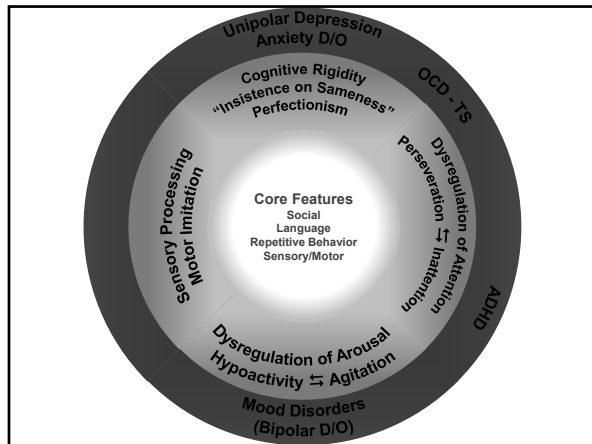 Unipolar Depression
Anxiety D/O
Cognitive Rigidity
“Insistence on Sameness”
Perfectionism
OCD - TS
Dysregulation of Attention
Perseveration ⇆ Inattention
ADHD
Sensory Processing
Motor Imitation
Core Features
Social
Language
Repetitive Behavior
Sensory/Motor
Dysregulation of Arousal
Hypoactivity ⇆ Agitation
Mood Disorders
(Bipolar D/O)